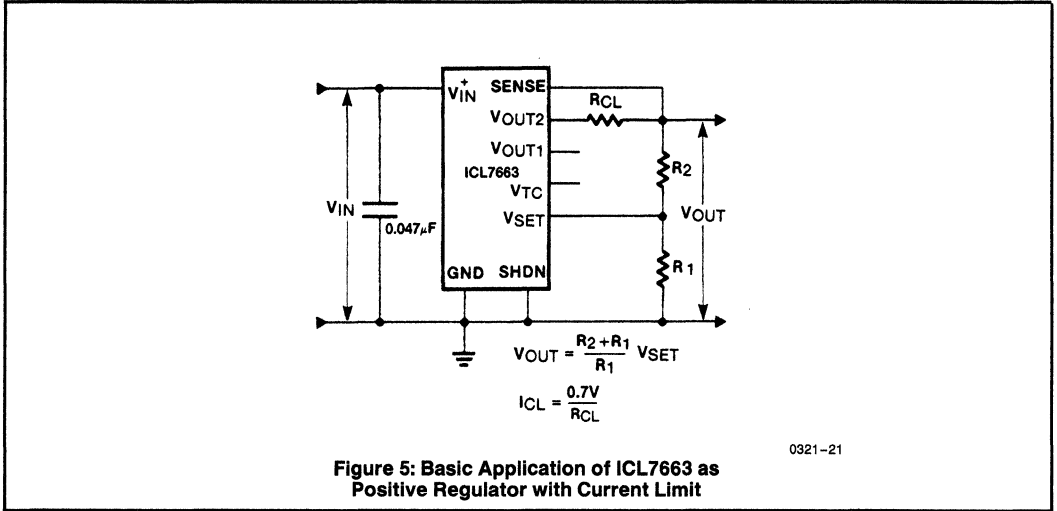 V+IN
SENSE
RCL
VOUT2
VOUT1
ICL7663
VTC
R2
VIN
VOUT
VSET
0.047μF
R1
GND SHDN
VOUT = R2+R1/R1 VSET
ICL = 0.7V/RCL
0321-21
Figure 5: Basic Application of ICL7663 as
Positive Regulator with Current Limit